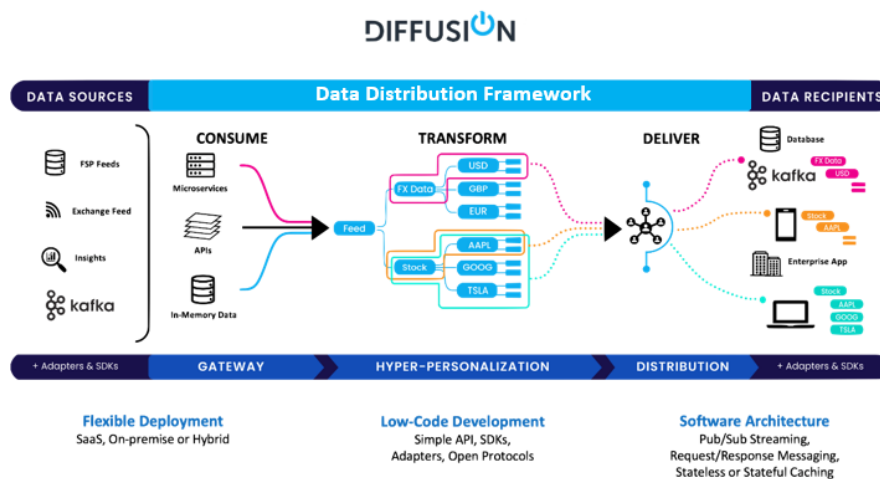 DIFFUSION
DATA SOURCES
Data Distribution Framework
DATA RECIPIENTS
CONSUME
TRANSFORM
DELIVER
FSP Feeds
Exchange Feed
Insights
kafka
Microservices
APIs
In-Memory Data
Feed
FX Data
USD
GBP
EUR
Stock
AAPL
GOOG
TSLA
Database
kafka
FX Data
USD
Stock
AAPL
Enterprise App
Stock
AAPL
GOOG
TSLA
+ Adapters & SDKs
GATEWAY
HYPER-PERSONALIZATION
DISTRIBUTION
+ Adapters & SDKs
Flexible Deployment
SaaS, On-premise or Hybrid
Low-Code Development
Simple API, SDKs,
Adapters, Open Protocols
Software Architecture
Pub/Sub Streaming,
Request/Response Messaging,
Stateless or Stateful Caching